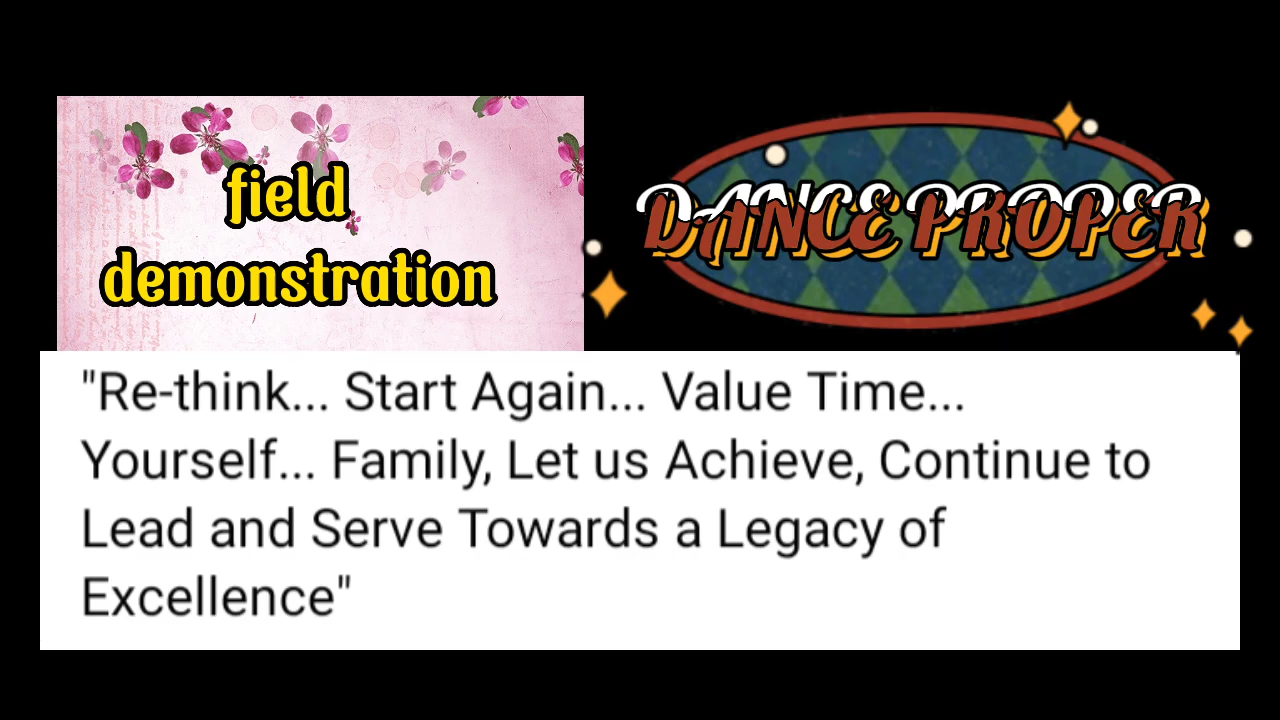 field
demonstration
DANCE PROPER
"Re-think... Start Again... Value Time...
Yourself... Family, Let us Achieve, Continue to
Lead and Serve Towards a Legacy of
Excellence"